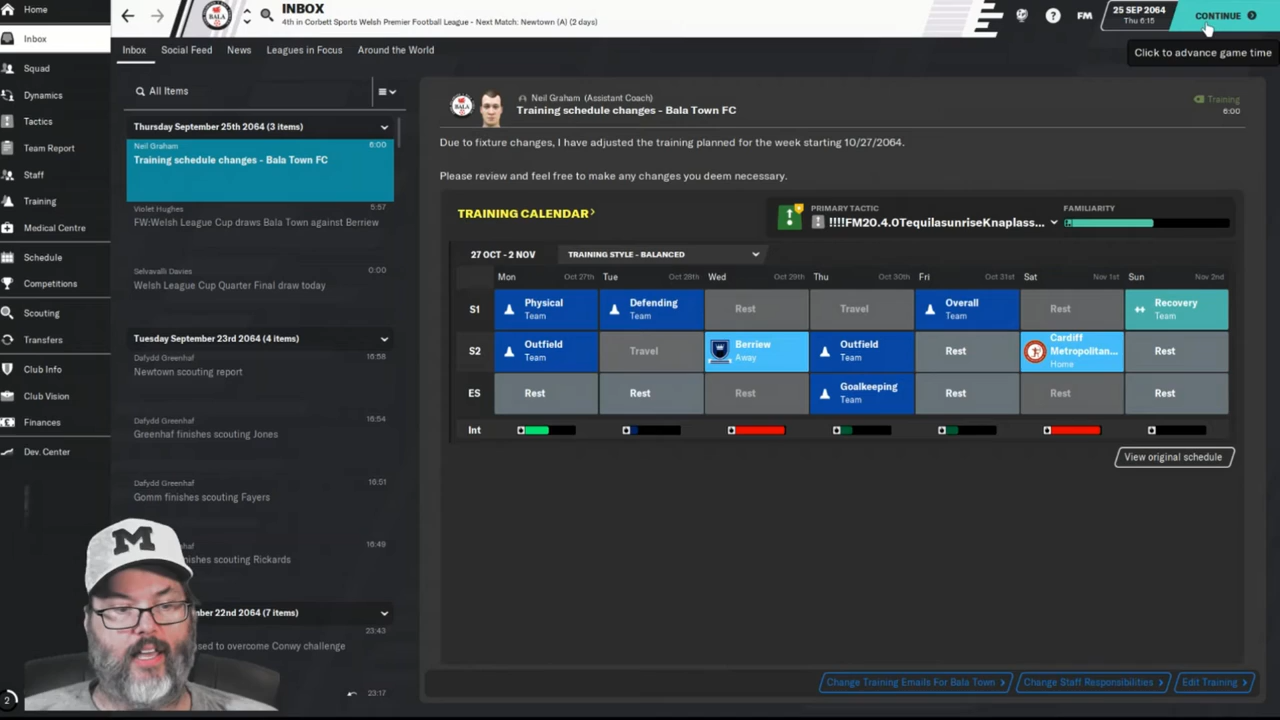 Home
Inbox
Squad
Dynamics
Tactics
Team Report
Staff
Training
Medical Centre
Schedule
Competitions
Scouting
Transfers
Club Info
Club Vision
Finances
Dev. Center
2
BALA
INBOX
4th in Corbett Sports Welsh Premier Football League - Next Match: Newtown (A) (2 days)
FM
25 SEP 2064
Thu 6:15
CONTINUE
Click to advance game time
Inbox
Social Feed
News
Leagues in Focus
Around the World
All Items
Thursday September 25th 2064 (3 items)
Neil Graham
6:00
Training schedule changes - Bala Town FC
Violet Hughes
5:57
FW:Welsh League Cup draws Bala Town against Berriew
Selvavalli Davies
0:00
Welsh League Cup Quarter Final draw today
Tuesday September 23rd 2064 (4 items)
Dafydd Greenhaf
16:58
Newtown scouting report
Dafydd Greenhaf
16:54
Greenhaf finishes scouting Jones
Dafydd Greenhaf
16:51
Gomm finishes scouting Fayers
haf
16:49
nishes scouting Rickards
mber 22nd 2064 (7 items)
23:43
sed to overcome Conwy challenge
23:17
M
BALA
Neil Graham (Assistant Coach)
Training schedule changes - Bala Town FC
Training
6:00
Due to fixture changes, I have adjusted the training planned for the week starting 10/27/2064.
Please review and feel free to make any changes you deem necessary.
TRAINING CALENDAR
PRIMARY TACTIC
!!!!FM20.4.0TequilasunriseKnaplass...
FAMILIARITY
27 OCT - 2 NOV
TRAINING STYLE - BALANCED
Mon Oct 27th Tue Oct 28th Wed Oct 29th Thu Oct 30th Fri Oct 31st Sat Nov 1st Sun Nov 2nd
S1
Physical
Team
Defending
Team
Rest
Travel
Overall
Team
Rest
Recovery
Team
S2
Outfield
Team
Travel
Berriew
Away
Outfield
Team
Rest
Cardiff
Metropolitan...
Home
Rest
ES
Rest
Rest
Rest
Goalkeeping
Team
Rest
Rest
Rest
Int
View original schedule
Change Training Emails For Bala Town
Change Staff Responsibilities
Edit Training